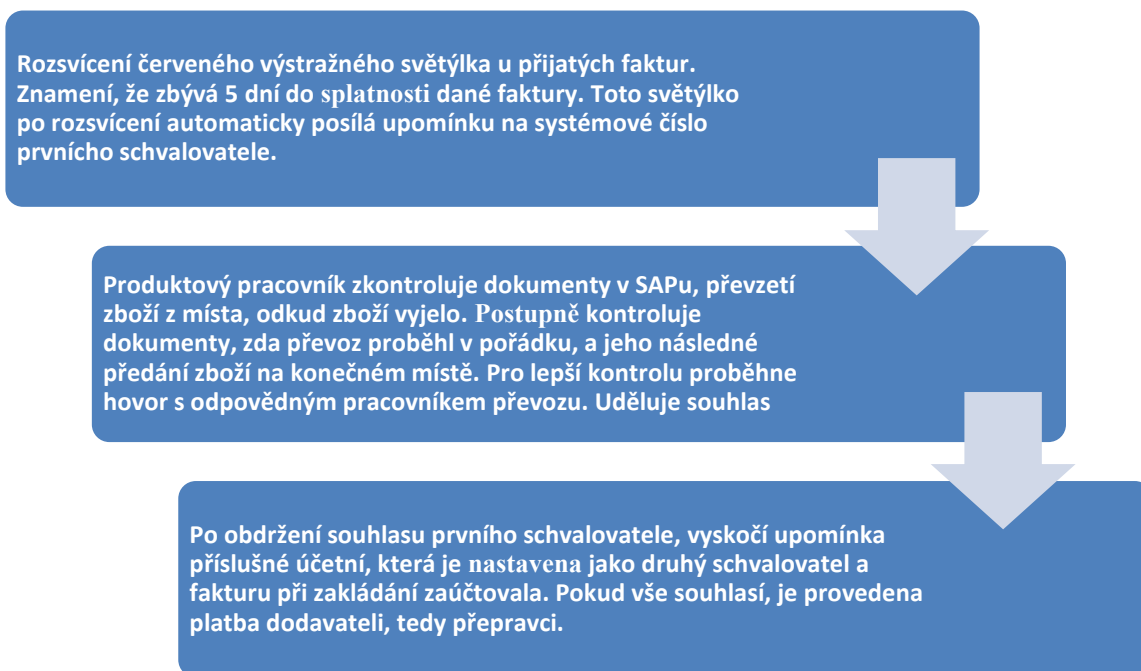 Rozsvícení červeného výstražného světýlka u přijatých faktur.
Znamení, že zbývá 5 dní do splatnosti dané faktury. Toto světýlko
po rozsvícení automaticky posílá upomínku na systémové číslo
prvnícho schvalovatele.
Produktový pracovník zkontroluje dokumenty v SAPu, převzetí
zboží z místa, odkud zboží vyjelo. Postupně kontroluje
dokumenty, zda převoz proběhl v pořádku, a jeho následné
předání zboží na konečném místě. Pro lepší kontrolu proběhne
hovor s odpovědným pracovníkem převozu. Uděluje souhlas
Po obdržení souhlasu prvního schvalovatele, vyskočí upomínka
příslušné účetní, která je nastavena jako druhý schvalovatel a
fakturu při zakládání zaúčtovala. Pokud vše souhlasí, je provedena
platba dodavateli, tedy přepravci.